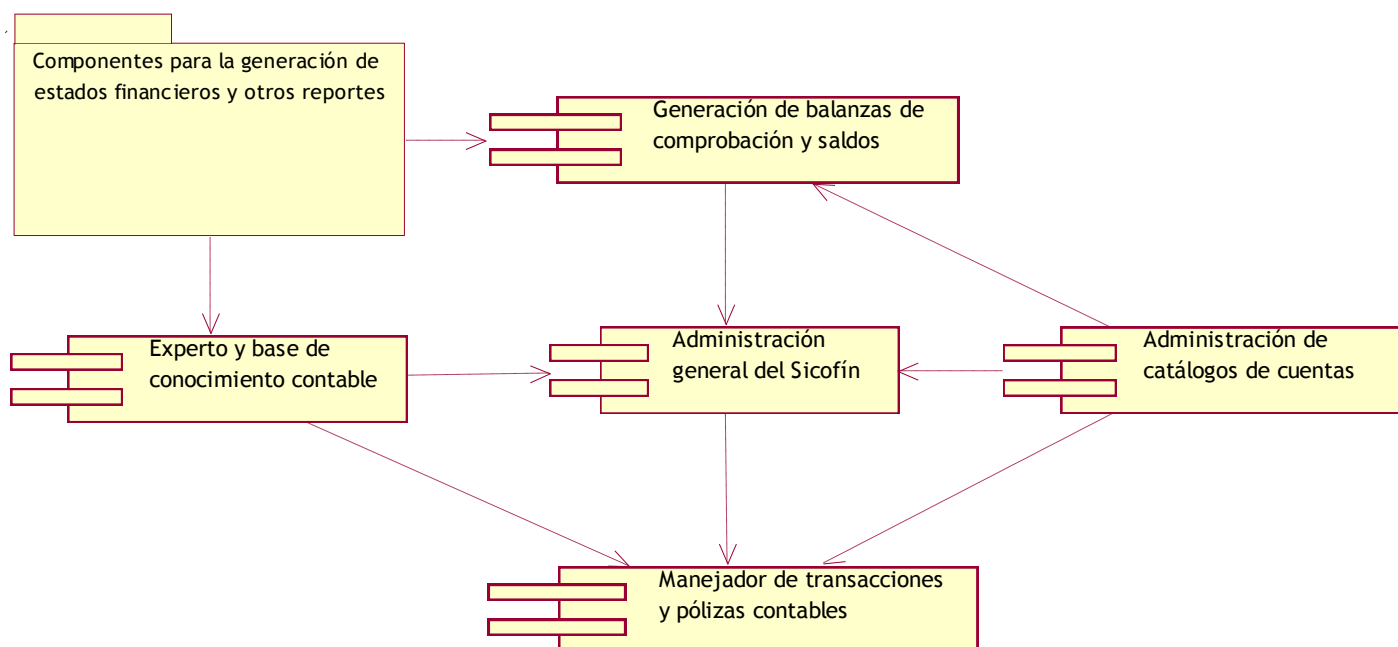 Componentes para la generación de
estados financieros y otros reportes
Generación de balanzas de
comprobación y saldos
Experto y base de
conocimiento contable
Administración
general del Sicofín
Administración de
catálogos de cuentas
Manejador de transacciones
y pólizas contables